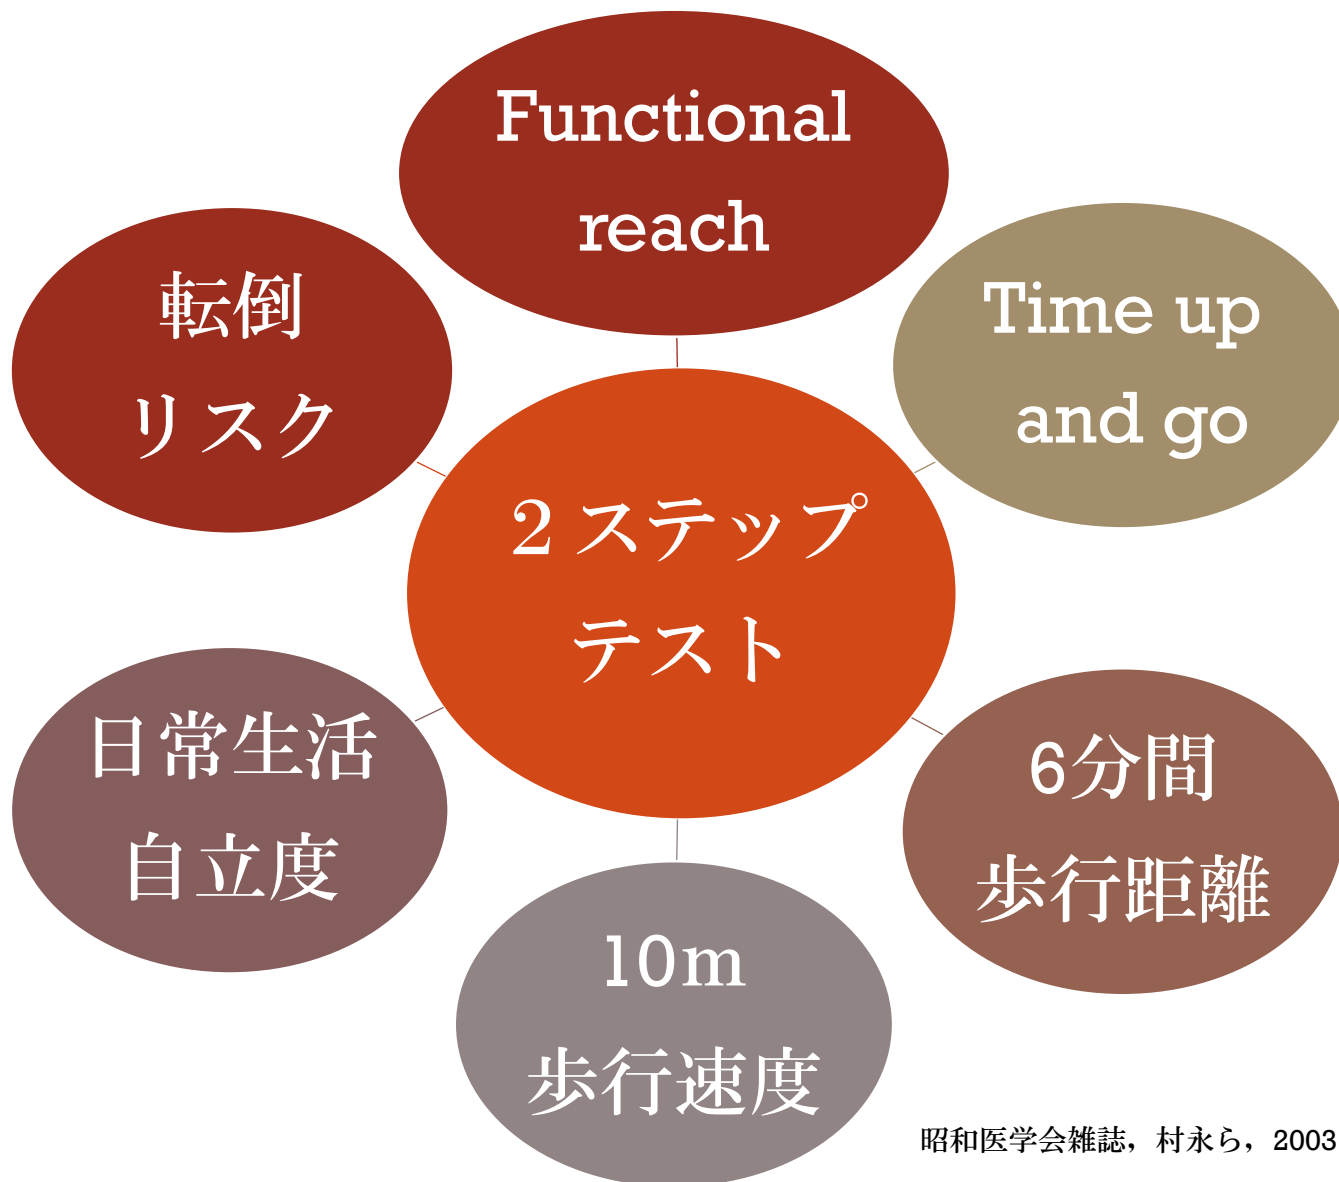 Functional
reach
転倒
リスク
Time up
and go
２ステップ
テスト
日常生活
自立度
6分間
歩行距離
10m
歩行速度
昭和医学会雑誌，村永ら，2003